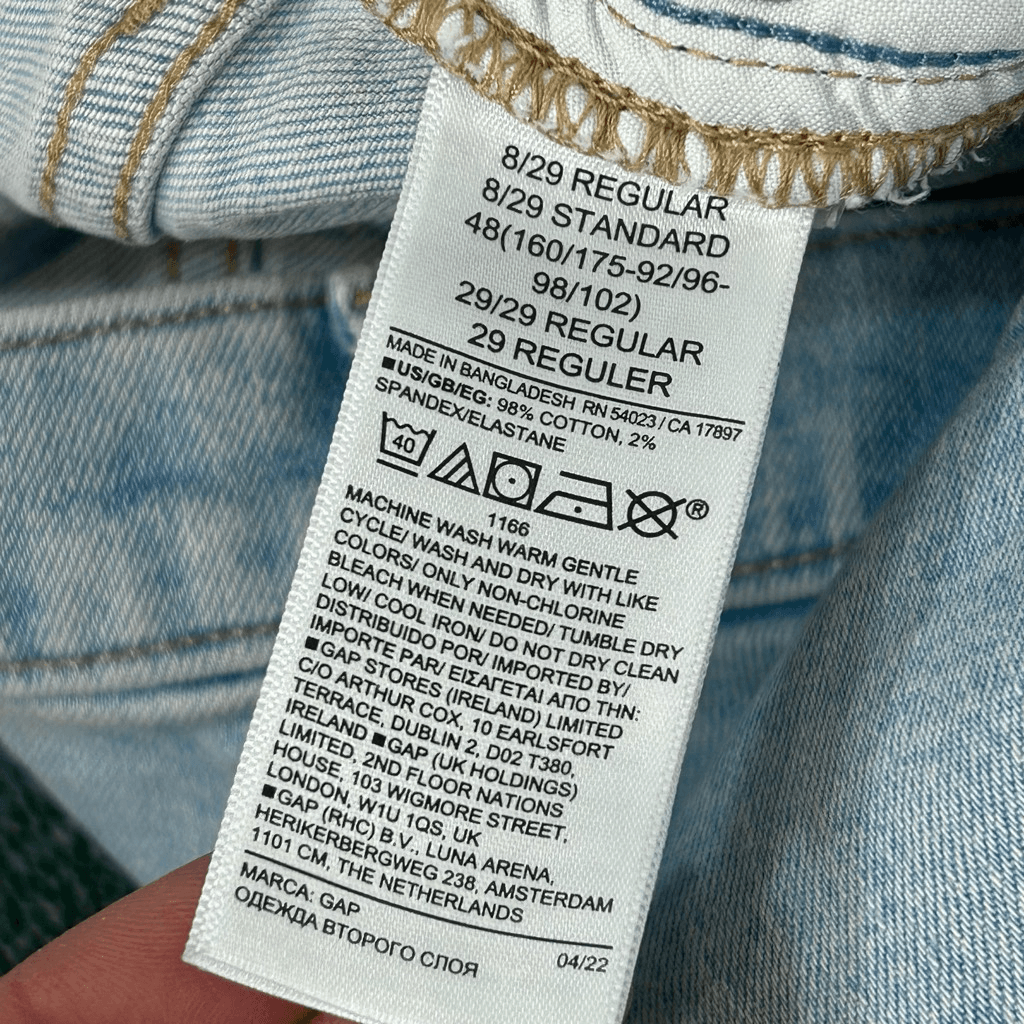 8/29 REGULAR
8/29 STANDARD
48(160/175-92/96-
98/102)
29/29 REGULAR
29 REGULER
MADE IN BANGLADESH RN 54023 / CA 17897
■US/GB/EG: 98% COTTON, 2%
SPANDEX/ELASTANE
40
®
1166
MACHINE WASH WARM GENTLE
CYCLE/ WASH AND DRY WITH LIKE
COLORS/ ONLY NON-CHLORINE
BLEACH WHEN NEEDED/ TUMBLE DRY
LOW/ COOL IRON/ DO NOT DRY CLEAN
DISTRIBUIDO POR/ IMPORTED BY/
IMPORTE PAR/ ΕΙΣΑΓΕΤΑΙ ΑΠΟ ΤΗΝ:
■GAP STORES (IRELAND) LIMITED
C/O ARTHUR COX, 10 EARLSFORT
TERRACE, DUBLIN 2, D02 T380,
IRELAND ■GAP (UK HOLDINGS)
LIMITED, 2ND FLOOR NATIONS
HOUSE, 103 WIGMORE STREET,
LONDON, W1U 1QS, UK
■GAP (RHC) B.V., LUNA ARENA,
HERIKERBERGWEG 238, AMSTERDAM
1101 CM, THE NETHERLANDS
MARCA: GAP
ОДЕЖДА ВТОРОГО СЛОЯ
04/22